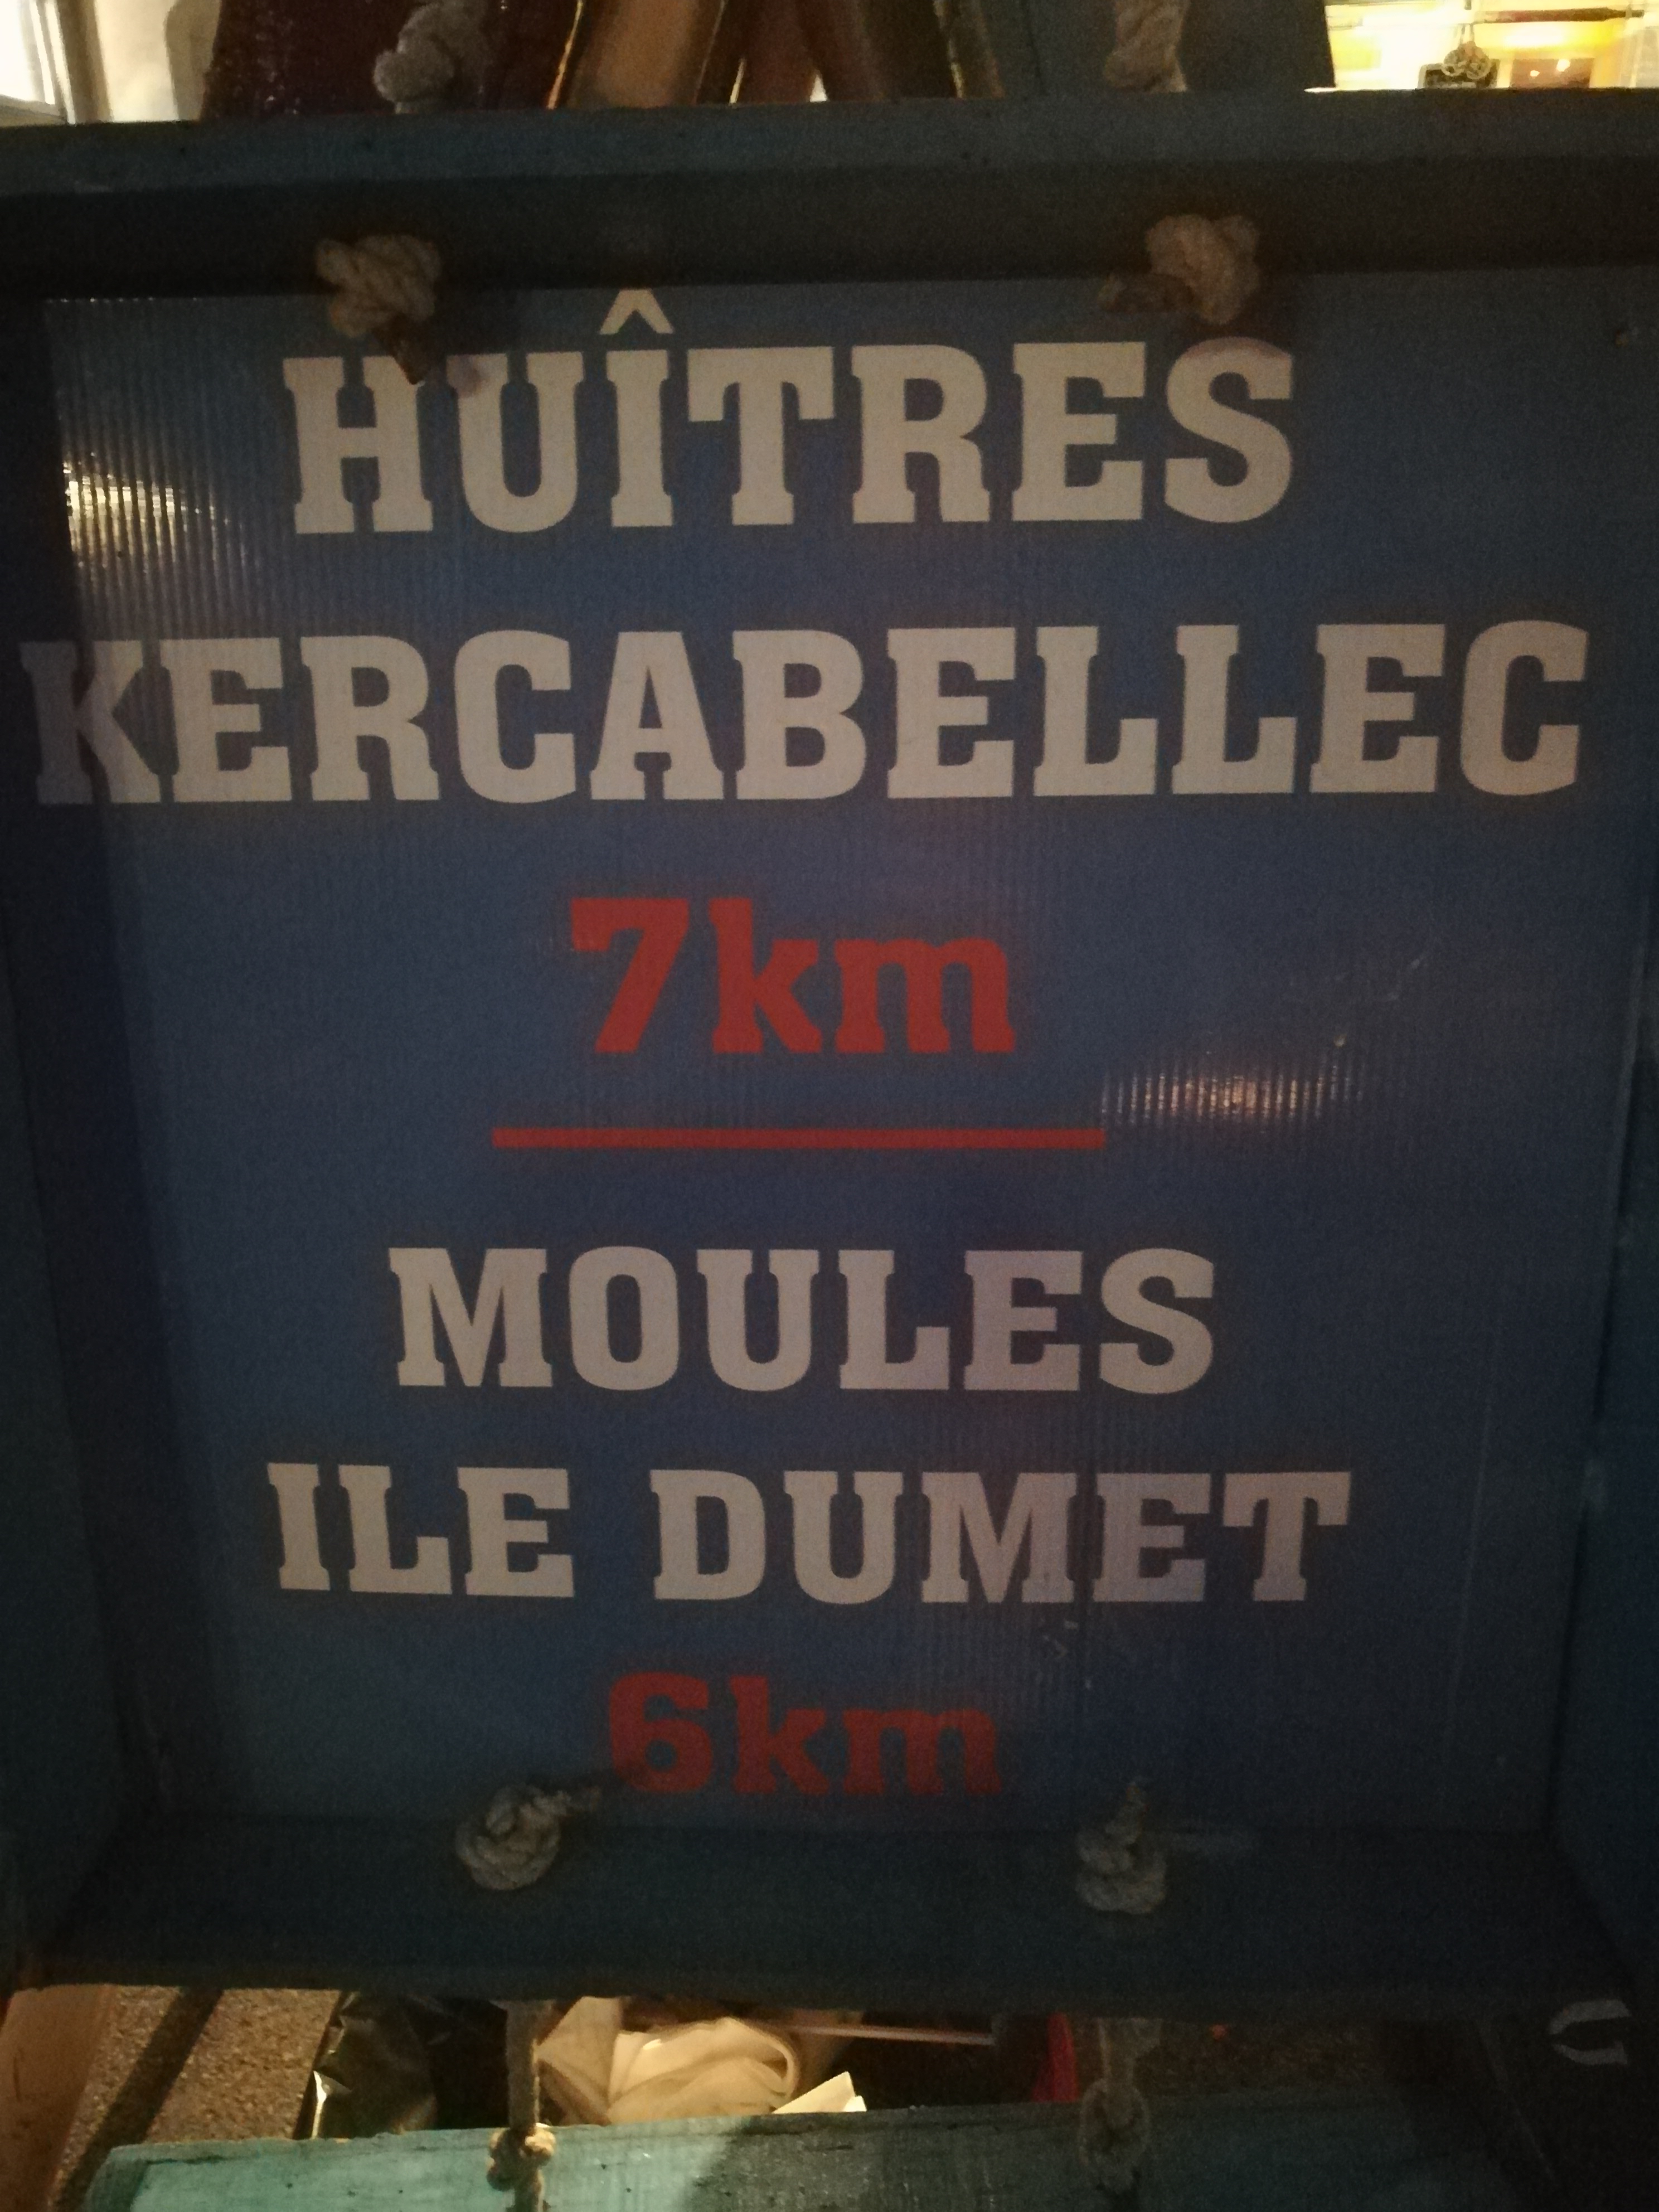 HUÎTRES
KERCABELLEC
7km
MOULES
ILE DUMET
6km